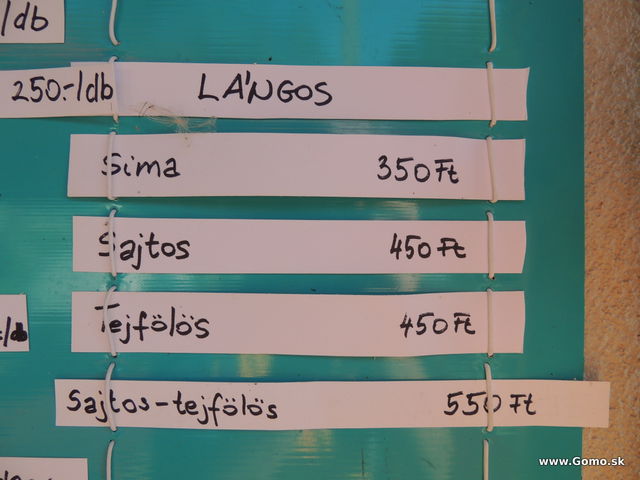 /db
250.-/db LÁNGOS
Sima 350 Ft
Sajtos 450 Ft
Tejfölös 450 Ft
/db
Sajtos-tejfölös 550 Ft
www.Gomo.sk